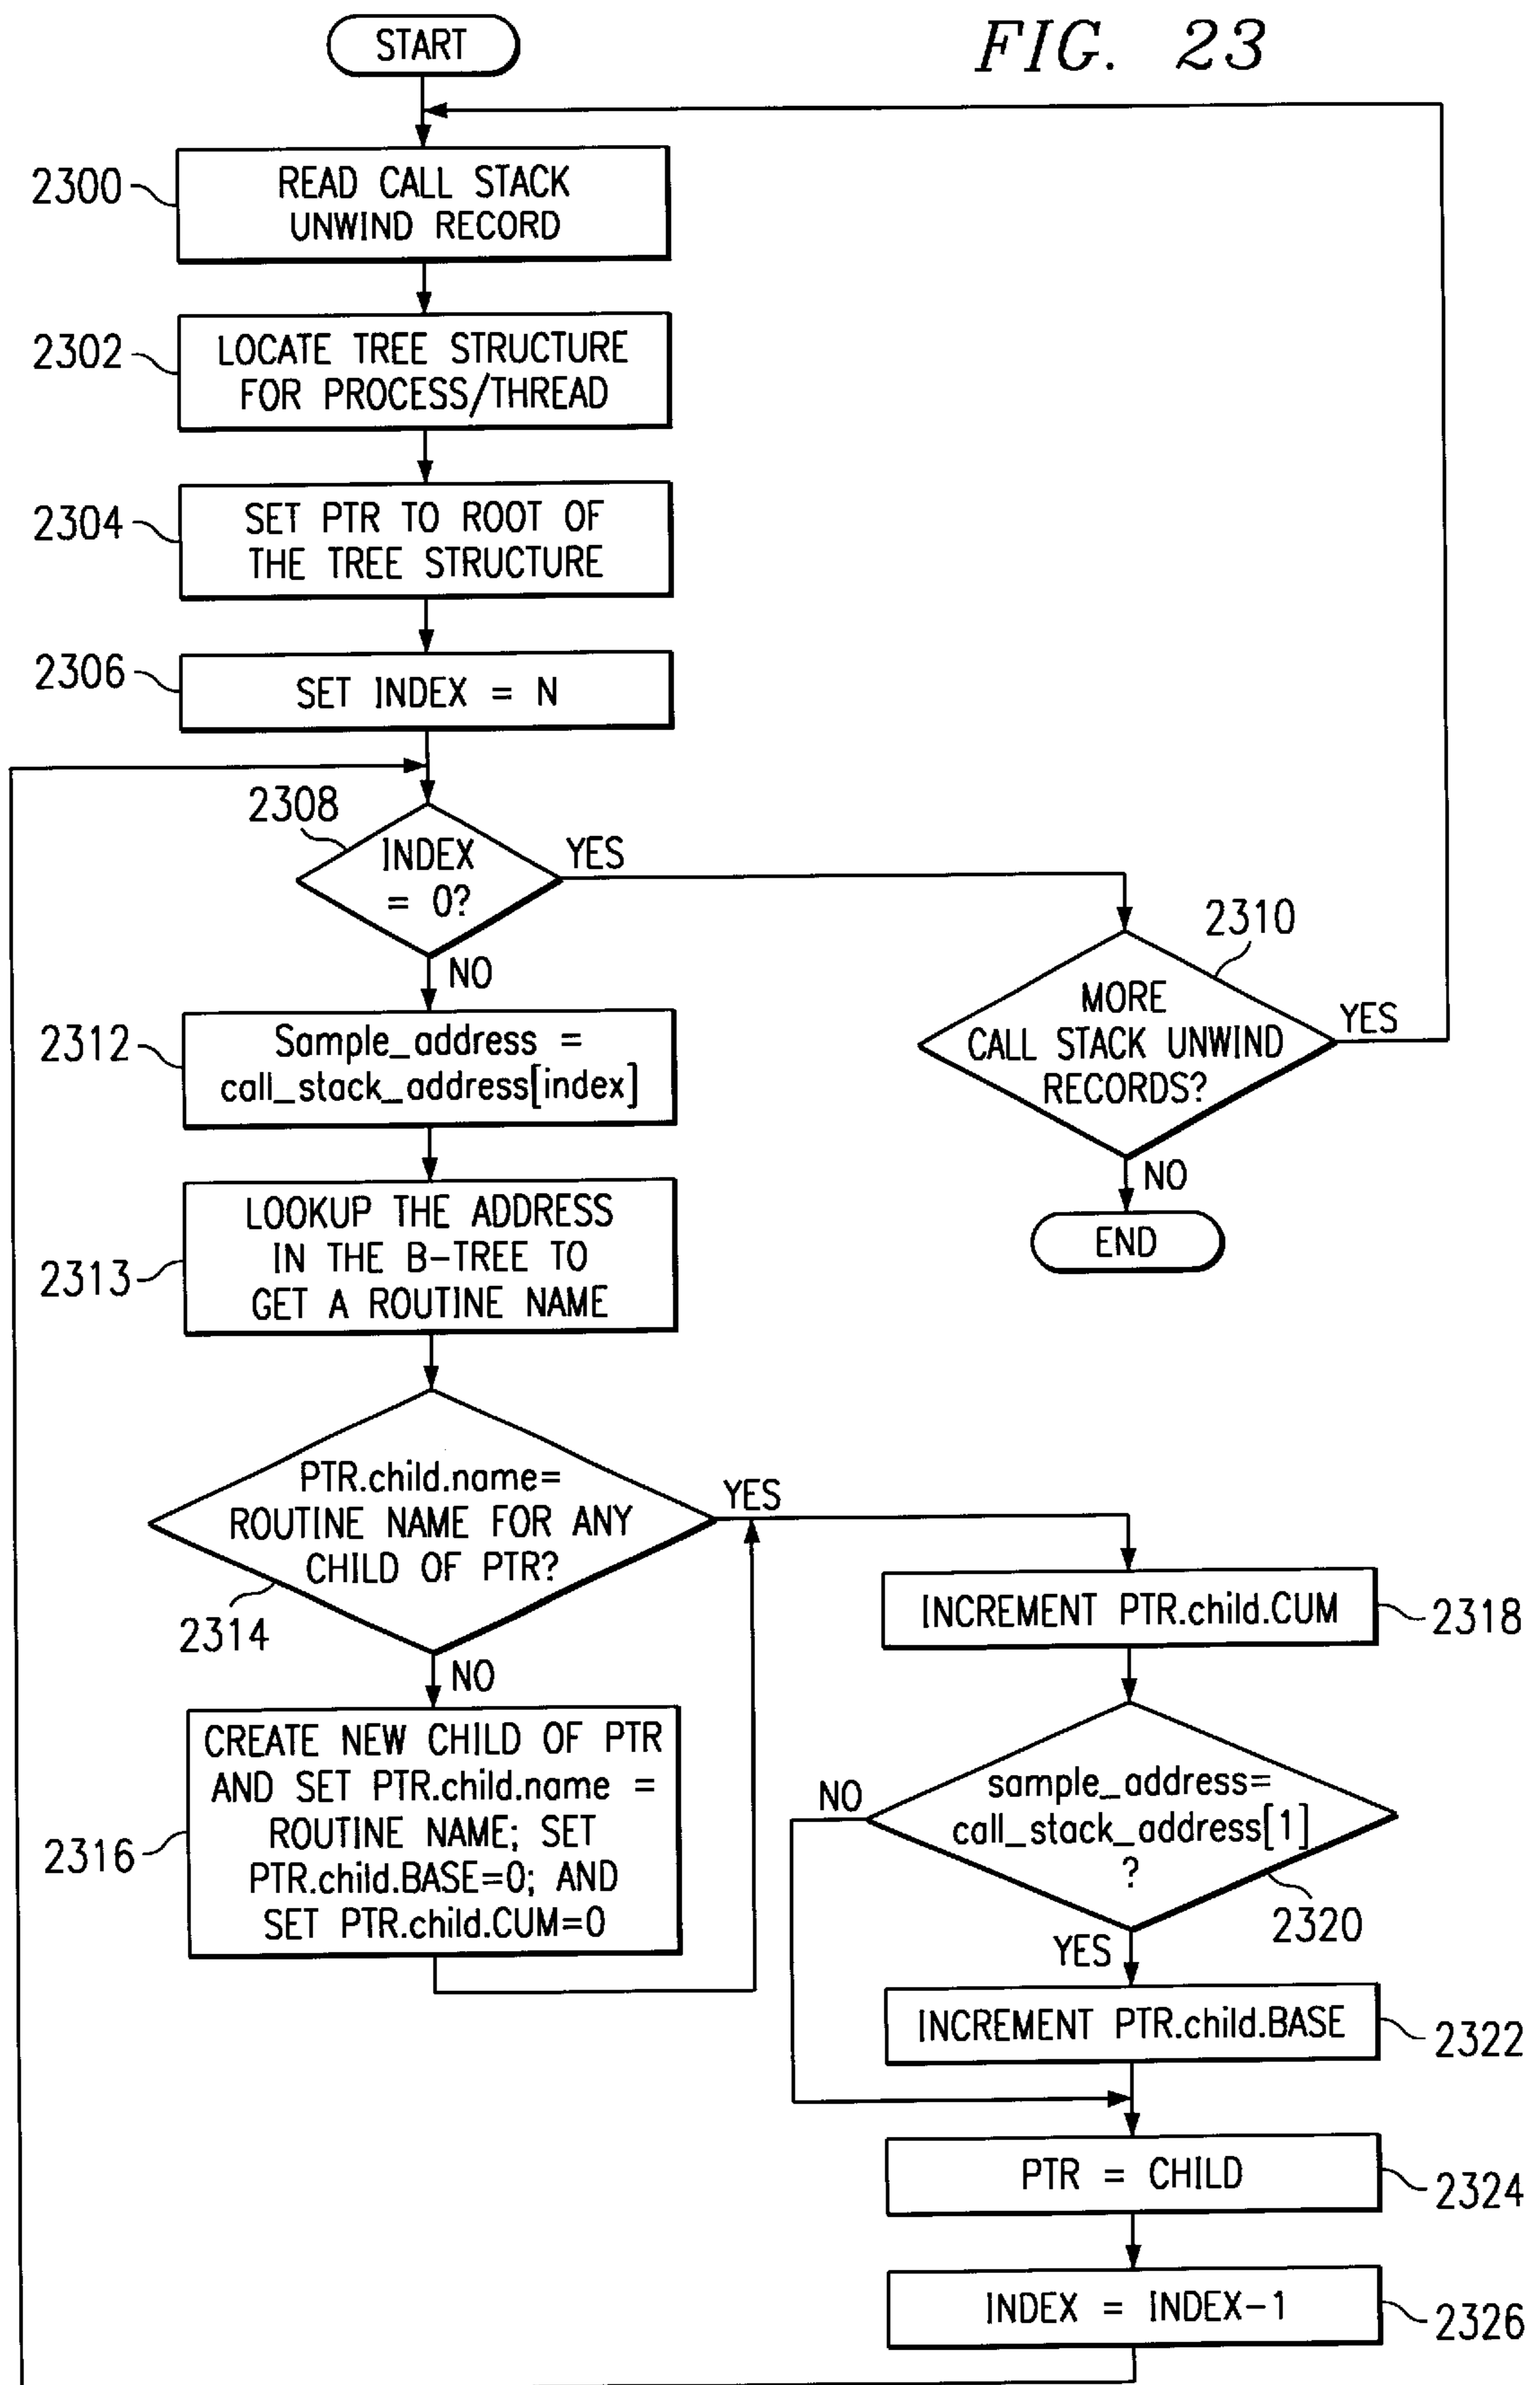 FIG. 23
START
2300
READ CALL STACK
UNWIND RECORD
2302
LOCATE TREE STRUCTURE
FOR PROCESS/THREAD
2304
SET PTR TO ROOT OF
THE TREE STRUCTURE
2306
SET INDEX = N
2308
INDEX
= 0?
YES
NO
2310
MORE
CALL STACK UNWIND
RECORDS?
YES
NO
END
2312
Sample_address =
call_stack_address[index]
2313
LOOKUP THE ADDRESS
IN THE B-TREE TO
GET A ROUTINE NAME
PTR.child.name=
ROUTINE NAME FOR ANY
CHILD OF PTR?
2314
YES
NO
2316
CREATE NEW CHILD OF PTR
AND SET PTR.child.name =
ROUTINE NAME; SET
PTR.child.BASE=0; AND
SET PTR.child.CUM=0
INCREMENT PTR.child.CUM
2318
NO
sample_address=
call_stack_address[1]
?
2320
YES
INCREMENT PTR.child.BASE
2322
PTR = CHILD
2324
INDEX = INDEX-1
2326